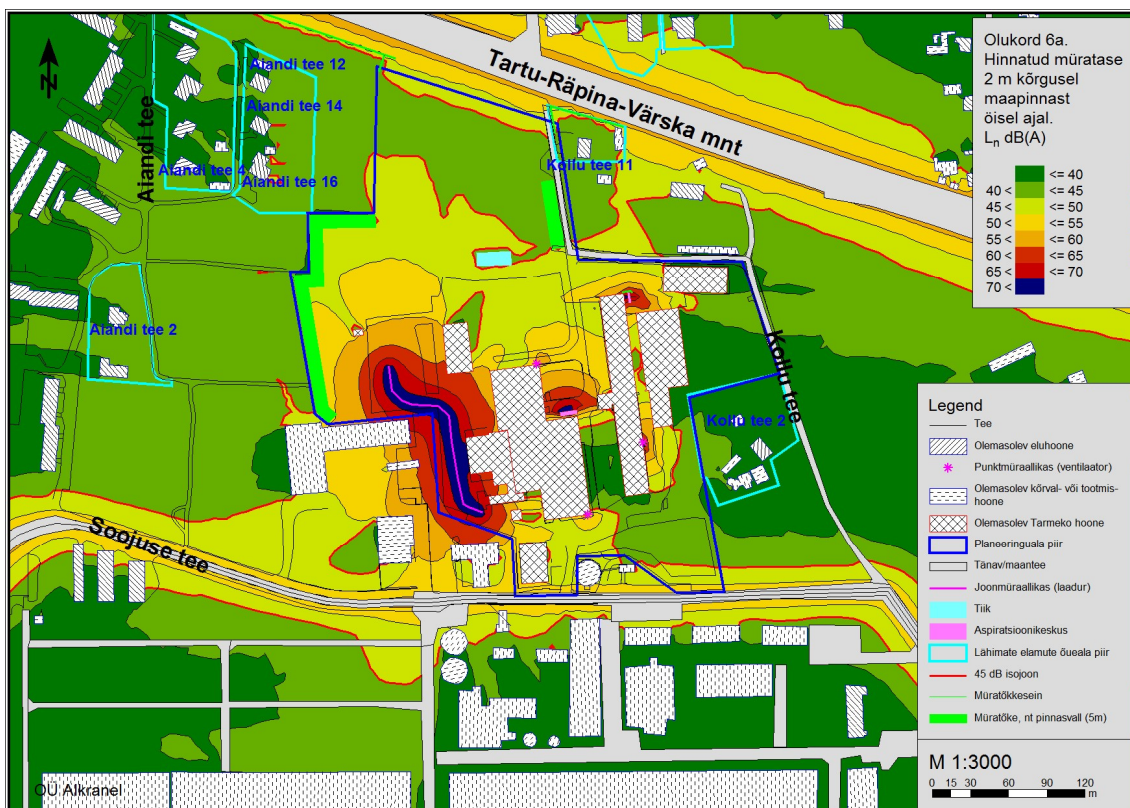 N
Aiandi tee
Aiandi tee 12
Aiandi tee 14
Aiandi tee 4
Aiandi tee 16
Aiandi tee 2
Tartu-Räpina-Värska mnt
Kollu tee 11
Kollu tee
Kollu tee 2
Soojuse tee
OÜ Alkranel
Olukord 6a.
Hinnatud müratase
2 m kõrgusel
maapinnast
öisel ajal.
Ln dB(A)
<= 40
40 < <= 45
45 < <= 50
50 < <= 55
55 < <= 60
60 < <= 65
65 < <= 70
70 <
Legend
Tee
Olemasolev eluhoone
Punktmüraallikas (ventilaator)
Olemasolev kõrval- või tootmis-
hoone
Olemasolev Tarmeko hoone
Planeeringuala piir
Tänav/maantee
Joonmüraallikas (laadur)
Tiik
Aspiratsioonikeskus
Lähimate elamute õueala piir
45 dB isojoon
Müratõkkesein
Müratõke, nt pinnasvall (5m)
M 1:3000
0 15 30 60 90 120
m